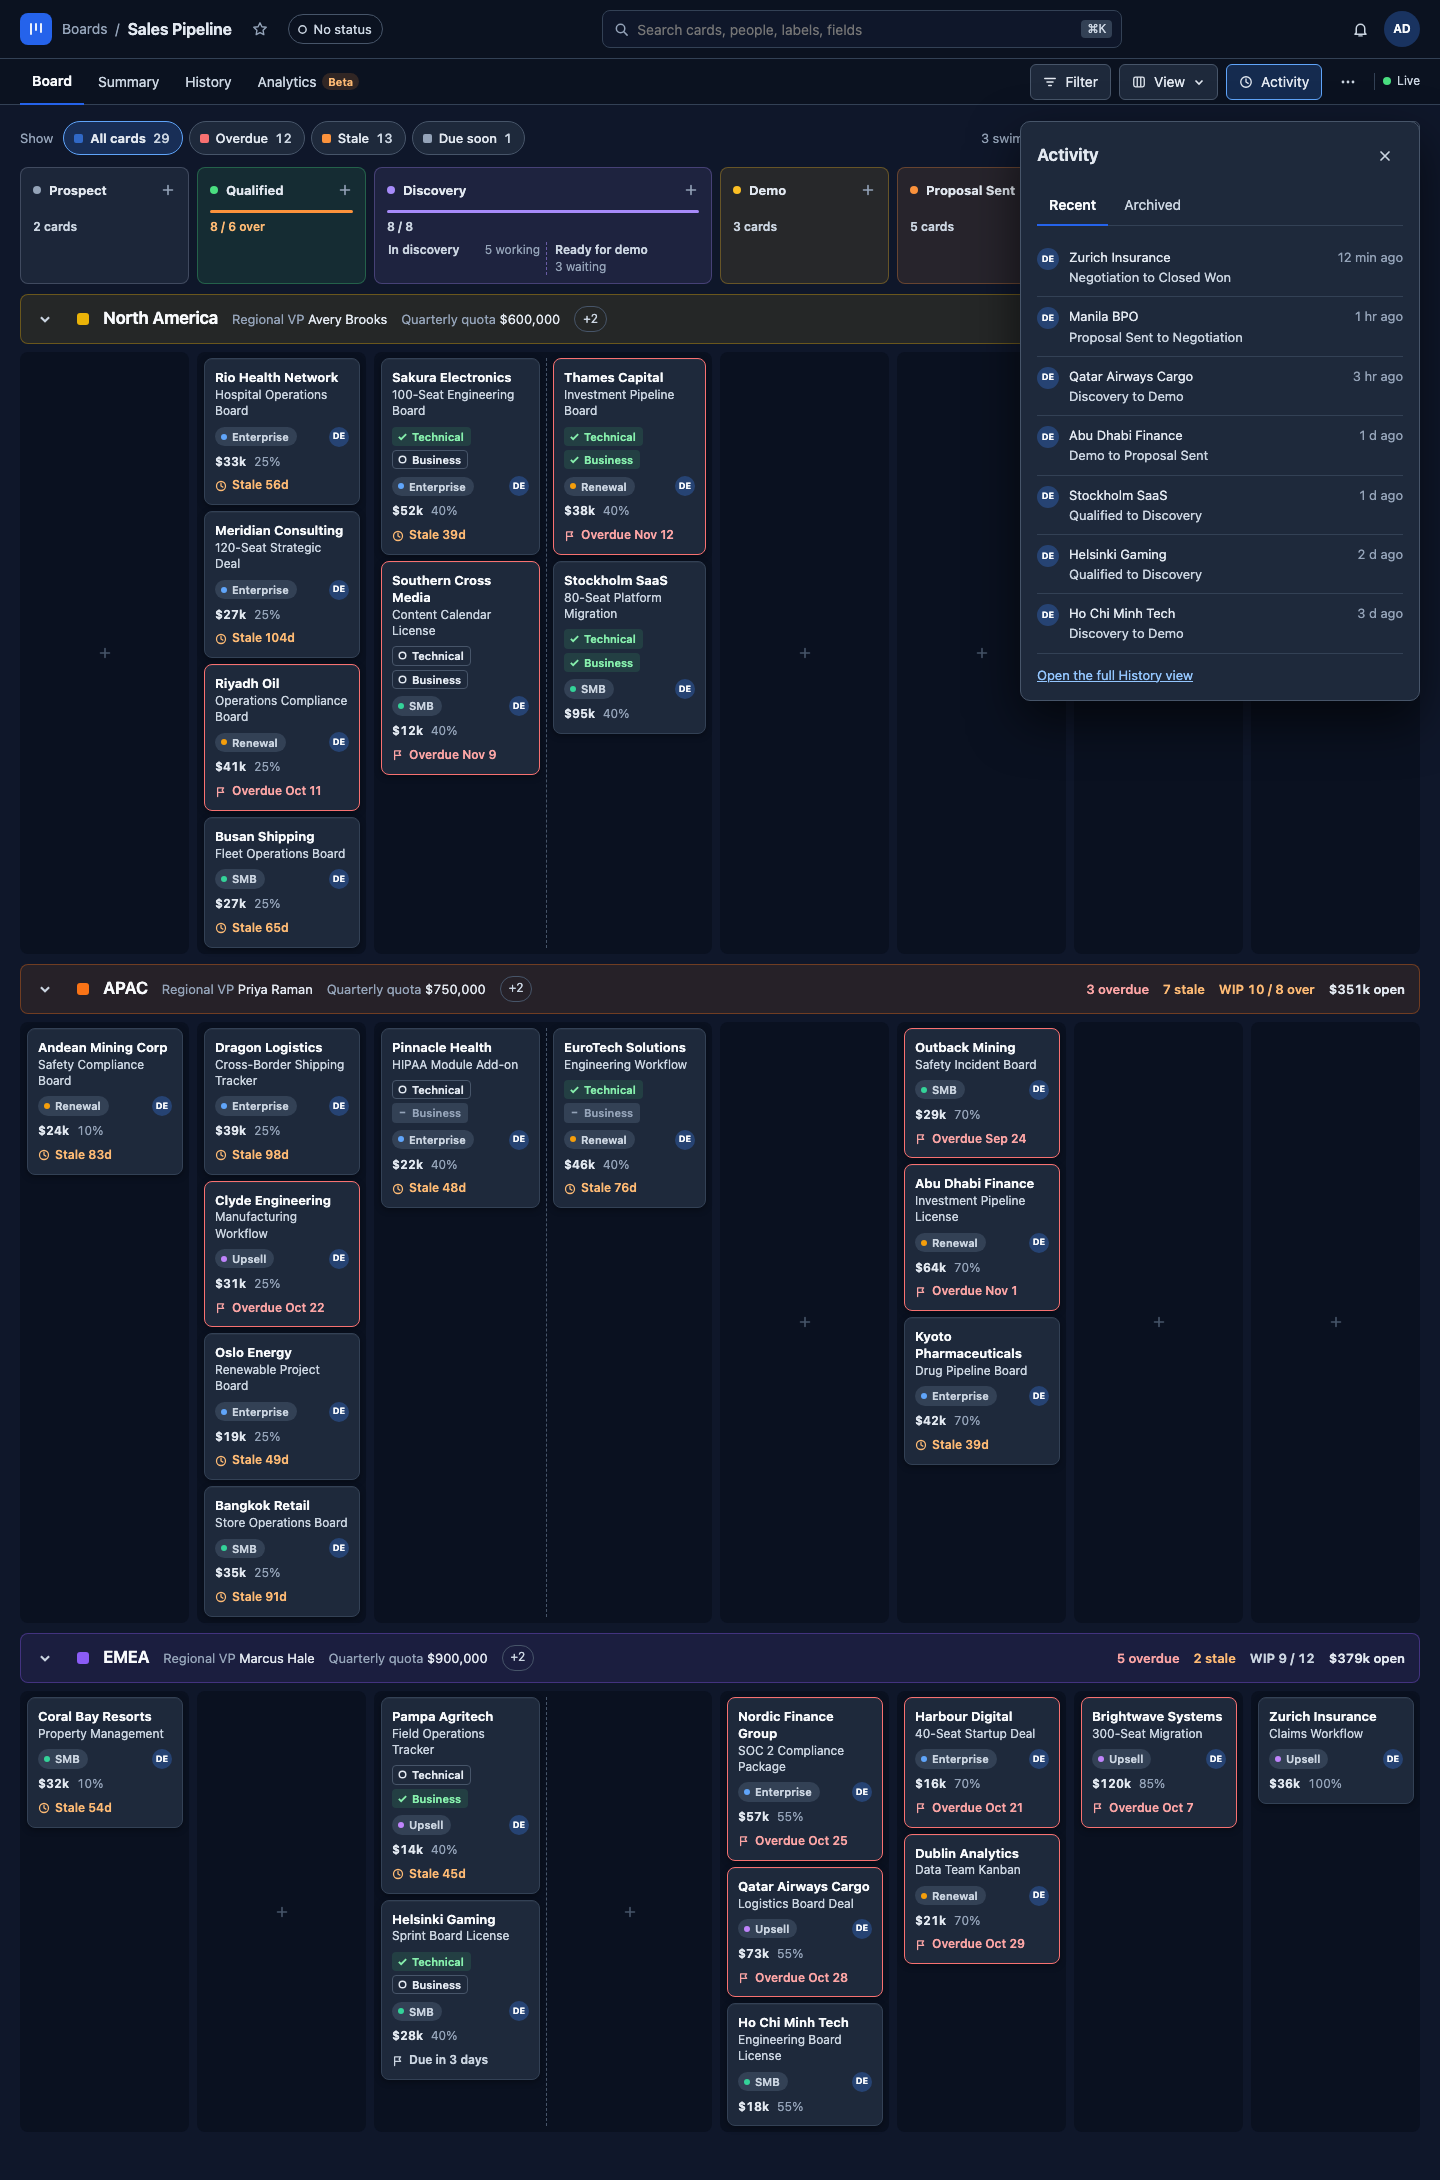 Boards / Sales Pipeline
No status
Search cards, people, labels, fields
⌘K
AD
Board
Summary
History
Analytics Beta
Filter
View
Activity
Live
Show
All cards 29
Overdue 12
Stale 13
Due soon 1
3 swim
Prospect
2 cards
Qualified
8 / 6 over
Discovery
8 / 8
In discovery 5 working
Ready for demo
3 waiting
Demo
3 cards
Proposal Sent
5 cards
Activity
Recent
Archived
DE Zurich Insurance 12 min ago
Negotiation to Closed Won
DE Manila BPO 1 hr ago
Proposal Sent to Negotiation
DE Qatar Airways Cargo 3 hr ago
Discovery to Demo
DE Abu Dhabi Finance 1 d ago
Demo to Proposal Sent
DE Stockholm SaaS 1 d ago
Qualified to Discovery
DE Helsinki Gaming 2 d ago
Qualified to Discovery
DE Ho Chi Minh Tech 3 d ago
Discovery to Demo
Open the full History view
North America Regional VP Avery Brooks Quarterly quota $600,000 +2
Rio Health Network
Hospital Operations
Board
Enterprise DE
$33k 25%
Stale 56d
Meridian Consulting
120-Seat Strategic
Deal
Enterprise DE
$27k 25%
Stale 104d
Riyadh Oil
Operations Compliance
Board
Renewal DE
$41k 25%
Overdue Oct 11
Busan Shipping
Fleet Operations Board
SMB DE
$27k 25%
Stale 65d
Sakura Electronics
100-Seat Engineering
Board
Technical
Business
Enterprise DE
$52k 40%
Stale 39d
Southern Cross
Media
Content Calendar
License
Technical
Business
SMB DE
$12k 40%
Overdue Nov 9
Thames Capital
Investment Pipeline
Board
Technical
Business
Renewal DE
$38k 40%
Overdue Nov 12
Stockholm SaaS
80-Seat Platform
Migration
Technical
Business
SMB DE
$95k 40%
APAC Regional VP Priya Raman Quarterly quota $750,000 +2 3 overdue 7 stale WIP 10 / 8 over $351k open
Andean Mining Corp
Safety Compliance
Board
Renewal DE
$24k 10%
Stale 83d
Dragon Logistics
Cross-Border Shipping
Tracker
Enterprise DE
$39k 25%
Stale 98d
Clyde Engineering
Manufacturing
Workflow
Upsell DE
$31k 25%
Overdue Oct 22
Oslo Energy
Renewable Project
Board
Enterprise DE
$19k 25%
Stale 49d
Bangkok Retail
Store Operations Board
SMB DE
$35k 25%
Stale 91d
Pinnacle Health
HIPAA Module Add-on
Technical
Business
Enterprise DE
$22k 40%
Stale 48d
EuroTech Solutions
Engineering Workflow
Technical
Business
Renewal DE
$46k 40%
Stale 76d
Outback Mining
Safety Incident Board
SMB DE
$29k 70%
Overdue Sep 24
Abu Dhabi Finance
Investment Pipeline
License
Renewal DE
$64k 70%
Overdue Nov 1
Kyoto
Pharmaceuticals
Drug Pipeline Board
Enterprise DE
$42k 70%
Stale 39d
EMEA Regional VP Marcus Hale Quarterly quota $900,000 +2 5 overdue 2 stale WIP 9 / 12 $379k open
Coral Bay Resorts
Property Management
SMB DE
$32k 10%
Stale 54d
Pampa Agritech
Field Operations
Tracker
Technical
Business
Upsell DE
$14k 40%
Stale 45d
Helsinki Gaming
Sprint Board License
Technical
Business
SMB DE
$28k 40%
Due in 3 days
Nordic Finance
Group
SOC 2 Compliance
Package
Enterprise DE
$57k 55%
Overdue Oct 25
Qatar Airways Cargo
Logistics Board Deal
Upsell DE
$73k 55%
Overdue Oct 28
Ho Chi Minh Tech
Engineering Board
License
SMB DE
$18k 55%
Harbour Digital
40-Seat Startup Deal
Enterprise DE
$16k 70%
Overdue Oct 21
Dublin Analytics
Data Team Kanban
Renewal DE
$21k 70%
Overdue Oct 29
Brightwave Systems
300-Seat Migration
Upsell DE
$120k 85%
Overdue Oct 7
Zurich Insurance
Claims Workflow
Upsell DE
$36k 100%